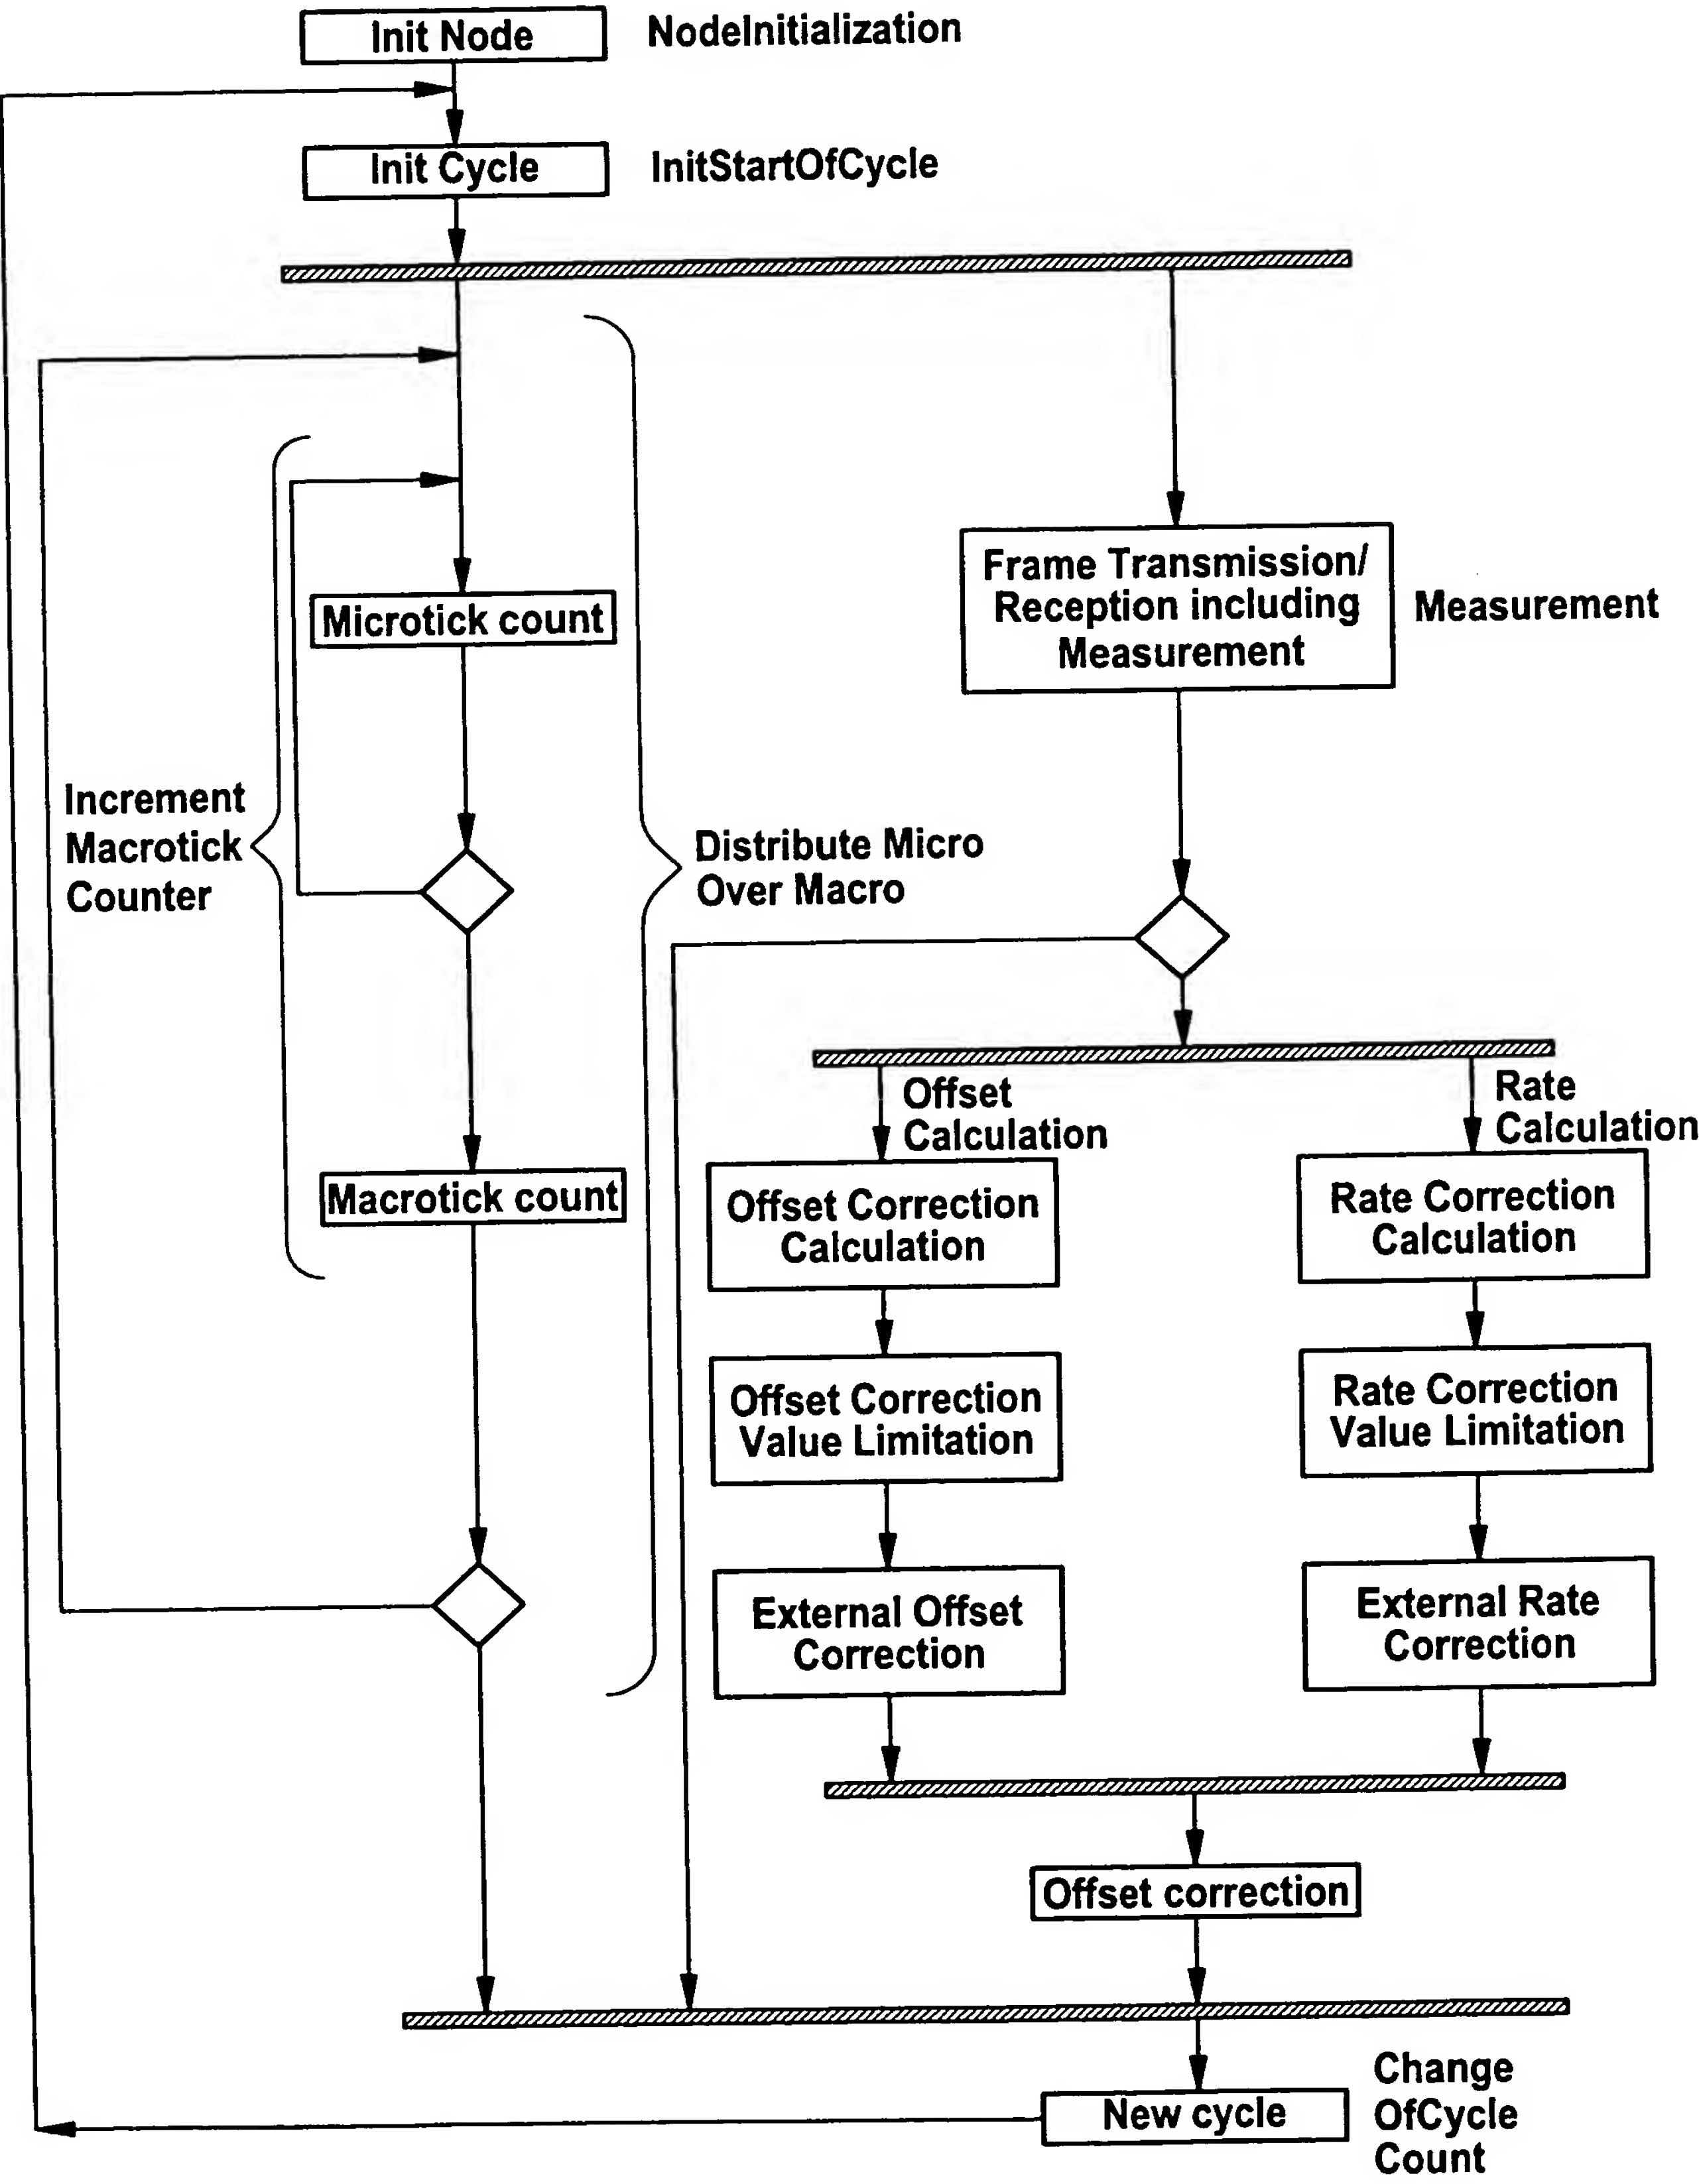 Init Node
NodeInitialization
Init Cycle
InitStartOfCycle
Microtick count
Frame Transmission/
Reception including
Measurement
Measurement
Increment
Macrotick
Counter
Distribute Micro
Over Macro
Offset
Calculation
Rate
Calculation
Macrotick count
Offset Correction
Calculation
Rate Correction
Calculation
Offset Correction
Value Limitation
Rate Correction
Value Limitation
External Offset
Correction
External Rate
Correction
Offset correction
New cycle
Change
OfCycle
Count